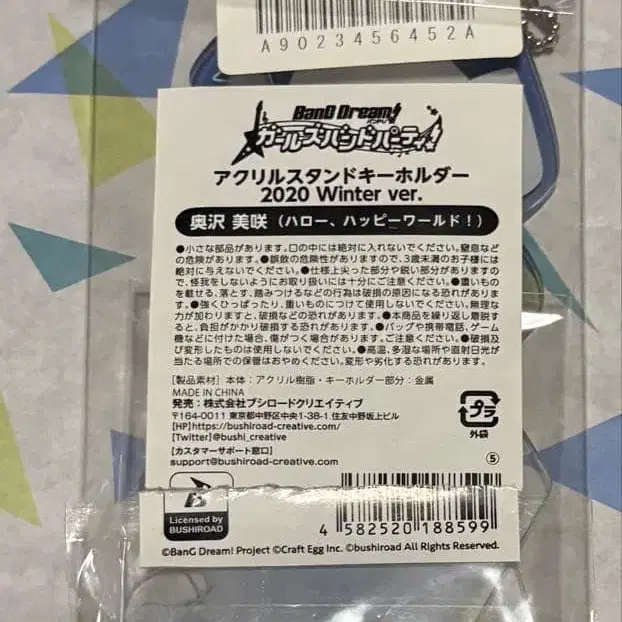 A9023456452A
BanG Dream!
バンドリ!
ガールズバンドパーティ!
アクリルスタンドキーホルダー
2020 Winter ver.
奥沢 美咲（ハロー、ハッピーワールド！）
●小さな部品があります。口の中には絶対に入れないでください。窒息など
の危険があります。●誤飲の危険性がありますので、3歳未満のお子様には
絶対に与えないでください。●仕様上尖った部分や鋭い部分がありますの
で、怪我をしないようにお取り扱いには十分にご注意ください。●重いもの
を載せる、落とす、踏みつけるなどの行為は破損の原因になる恐れがありま
す。●強くひっぱったり、重いものにつけて使用しないでください。無理な
力が加わりますと、破損などの恐れがあります。●本商品を繰り返し着脱す
ると、負担がかかり破損する恐れがあります。●バッグや携帯電話、ゲーム
機などに付けた場合、傷がつく場合があります。ご注意ください。●破損及
び変形したものは使用しないでください。●高温、多湿な場所や直射日光が
当たる場所での保管はおやめください。変形や劣化する恐れがあります。
［製品素材］本体：アクリル樹脂・キーホルダー部分：金属
MADE IN CHINA
発売：株式会社ブシロードクリエイティブ
〒164-0011 東京都中野区中央1-38-1 住友中野坂上ビル
[HP]https://bushiroad-creative.com/
[Twitter]@bushi_creative
【カスタマーサポート窓口】
support@bushiroad-creative.com
プラ
外袋
⑤
Licensed by
BUSHIROAD
4 582520 188599
©BanG Dream! Project ©Craft Egg Inc. ©bushiroad All Rights Reserved.